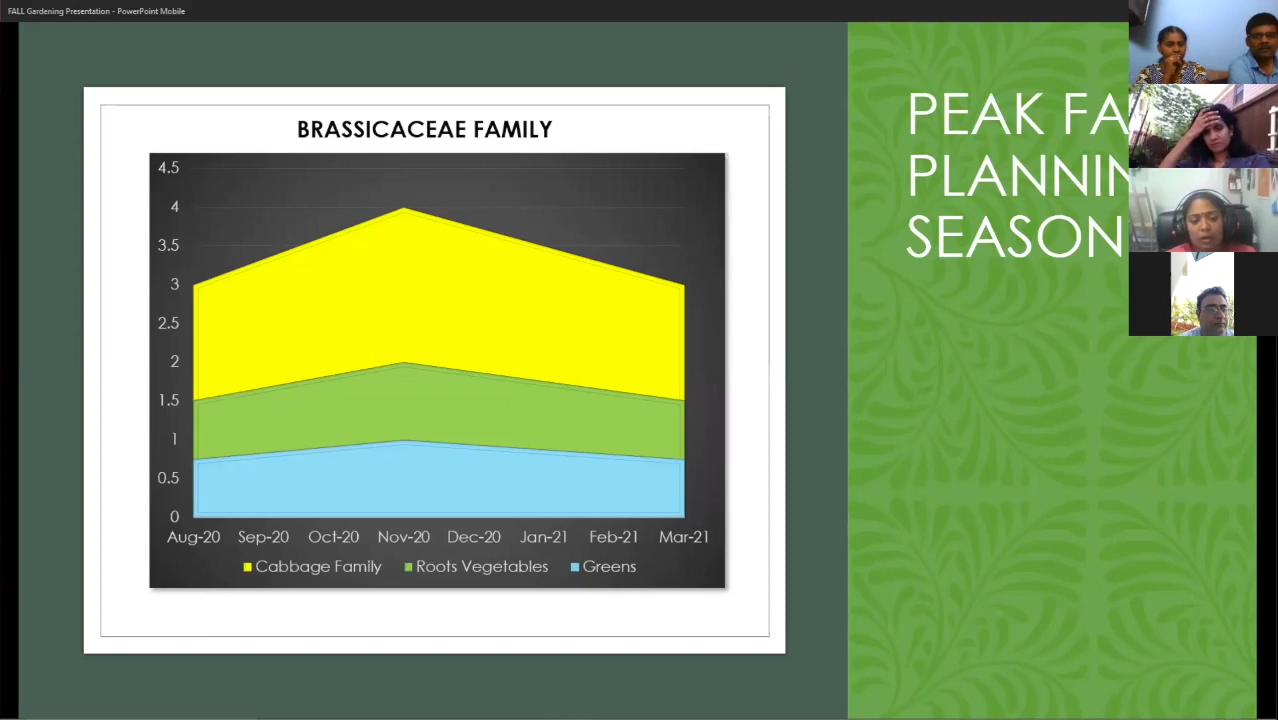 FALL Gardening Presentation - PowerPoint Mobile
BRASSICACEAE FAMILY
4.5
4
3.5
3
2.5
2
1.5
1
0.5
0
Aug-20 Sep-20 Oct-20 Nov-20 Dec-20 Jan-21 Feb-21 Mar-21
Cabbage Family Roots Vegetables Greens
PEAK FA
PLANNIN
SEASON